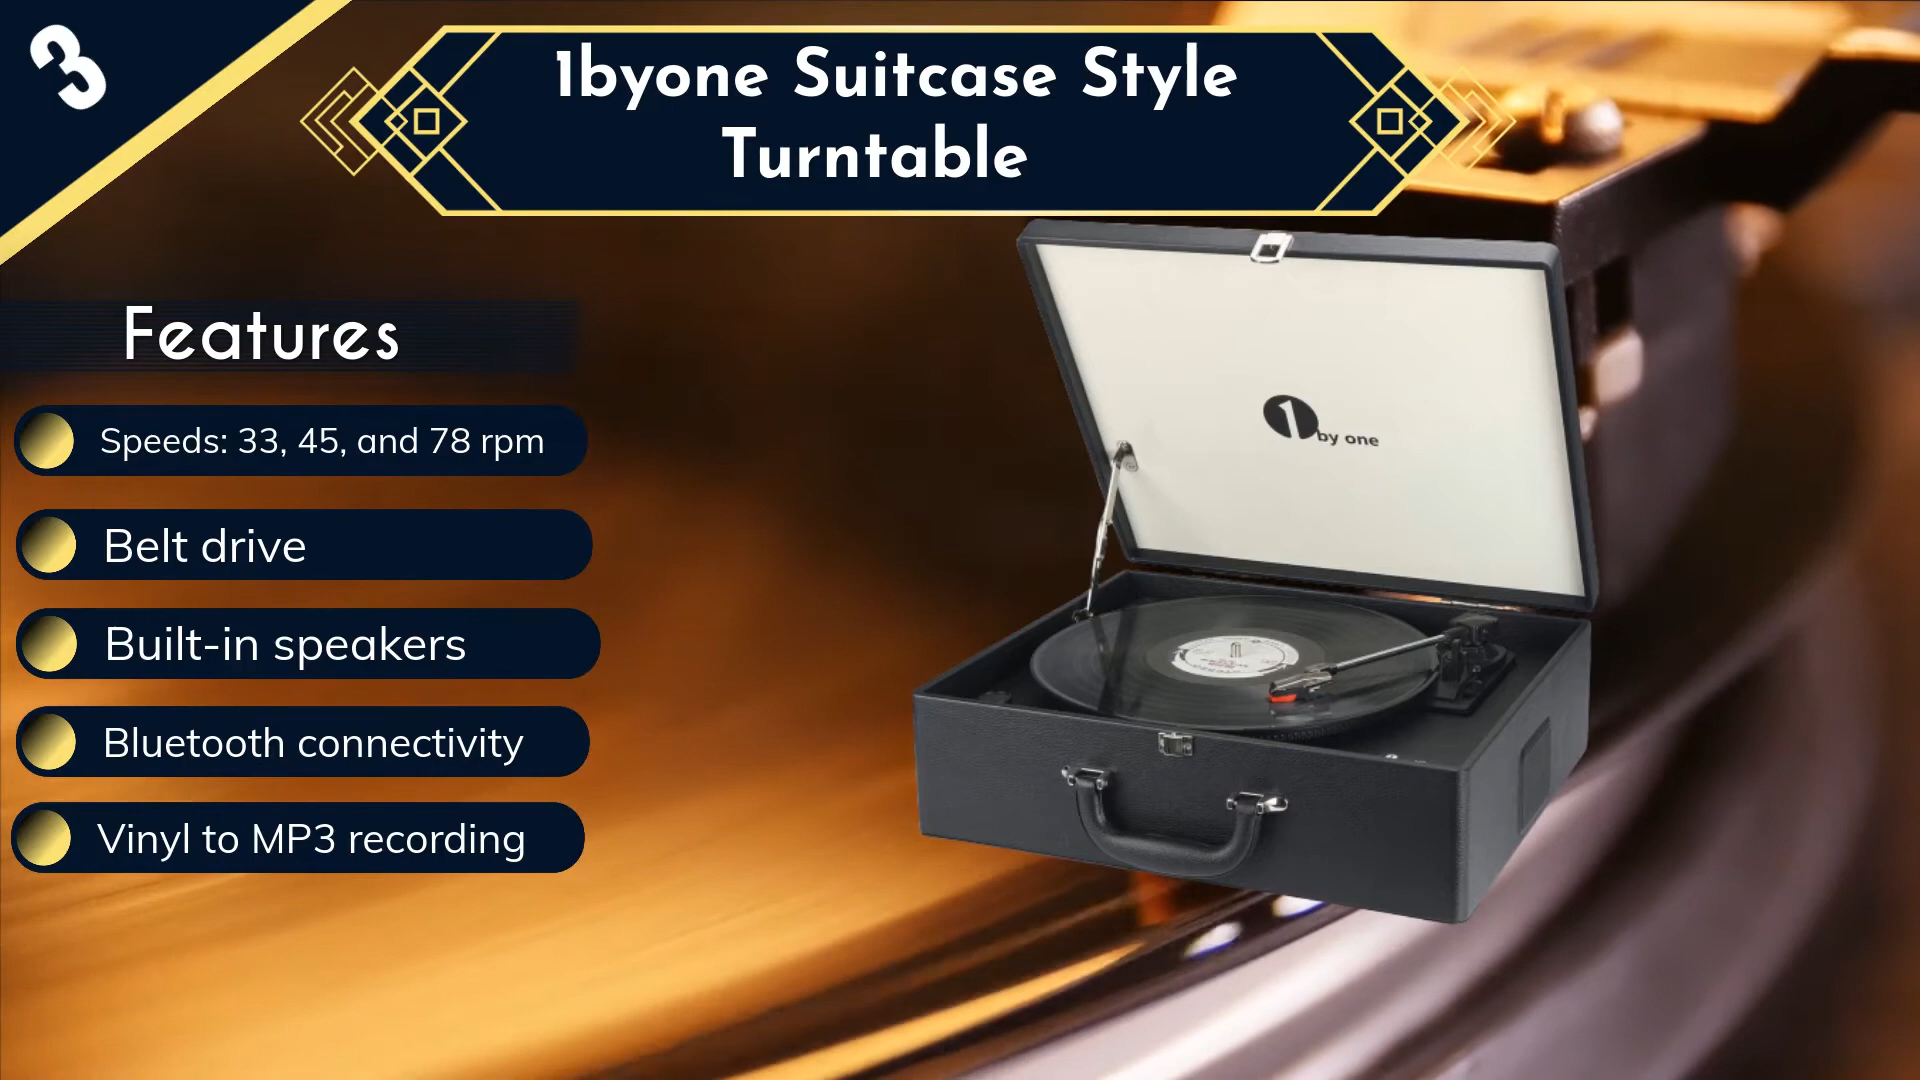 3
1byone Suitcase Style
Turntable
Features
Speeds: 33, 45, and 78 rpm
Belt drive
Built-in speakers
Bluetooth connectivity
Vinyl to MP3 recording
1 by one